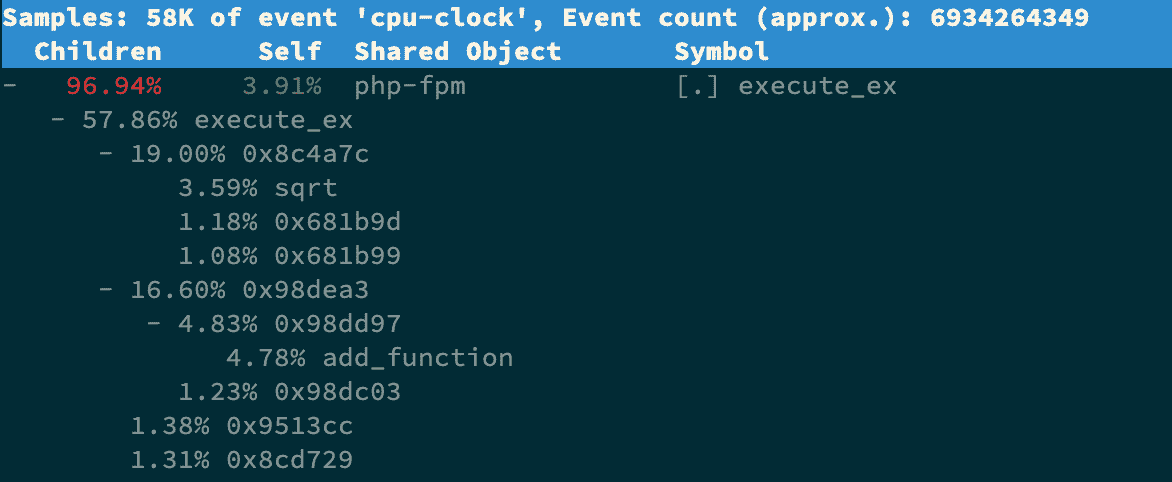 Samples: 58K of event 'cpu-clock', Event count (approx.): 6934264349
Children Self Shared Object Symbol
- 96.94% 3.91% php-fpm [.] execute_ex
- 57.86% execute_ex
- 19.00% 0x8c4a7c
3.59% sqrt
1.18% 0x681b9d
1.08% 0x681b99
- 16.60% 0x98dea3
- 4.83% 0x98dd97
4.78% add_function
1.23% 0x98dc03
1.38% 0x9513cc
1.31% 0x8cd729